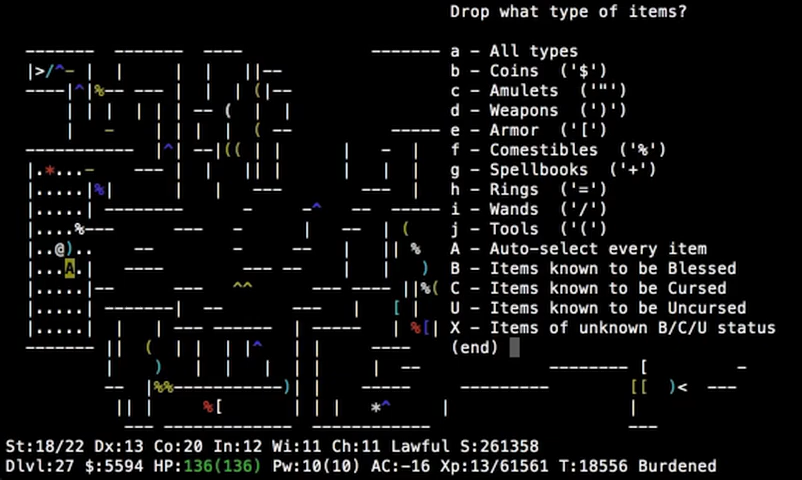 Drop what type of items?
a - All types
b - Coins ('$')
c - Amulets ('"')
d - Weapons (')')
e - Armor ('[')
f - Comestibles ('%')
g - Spellbooks ('+')
h - Rings ('=')
i - Wands ('/')
j - Tools ('(')
A - Auto-select every item
B - Items known to be Blessed
C - Items known to be Cursed
U - Items known to be Uncursed
X - Items of unknown B/C/U status
(end)
St:18/22 Dx:13 Co:20 In:12 Wi:11 Ch:11 Lawful S:261358
Dlvl:27 $:5594 HP:136(136) Pw:10(10) AC:-16 Xp:13/61561 T:18556 Burdened